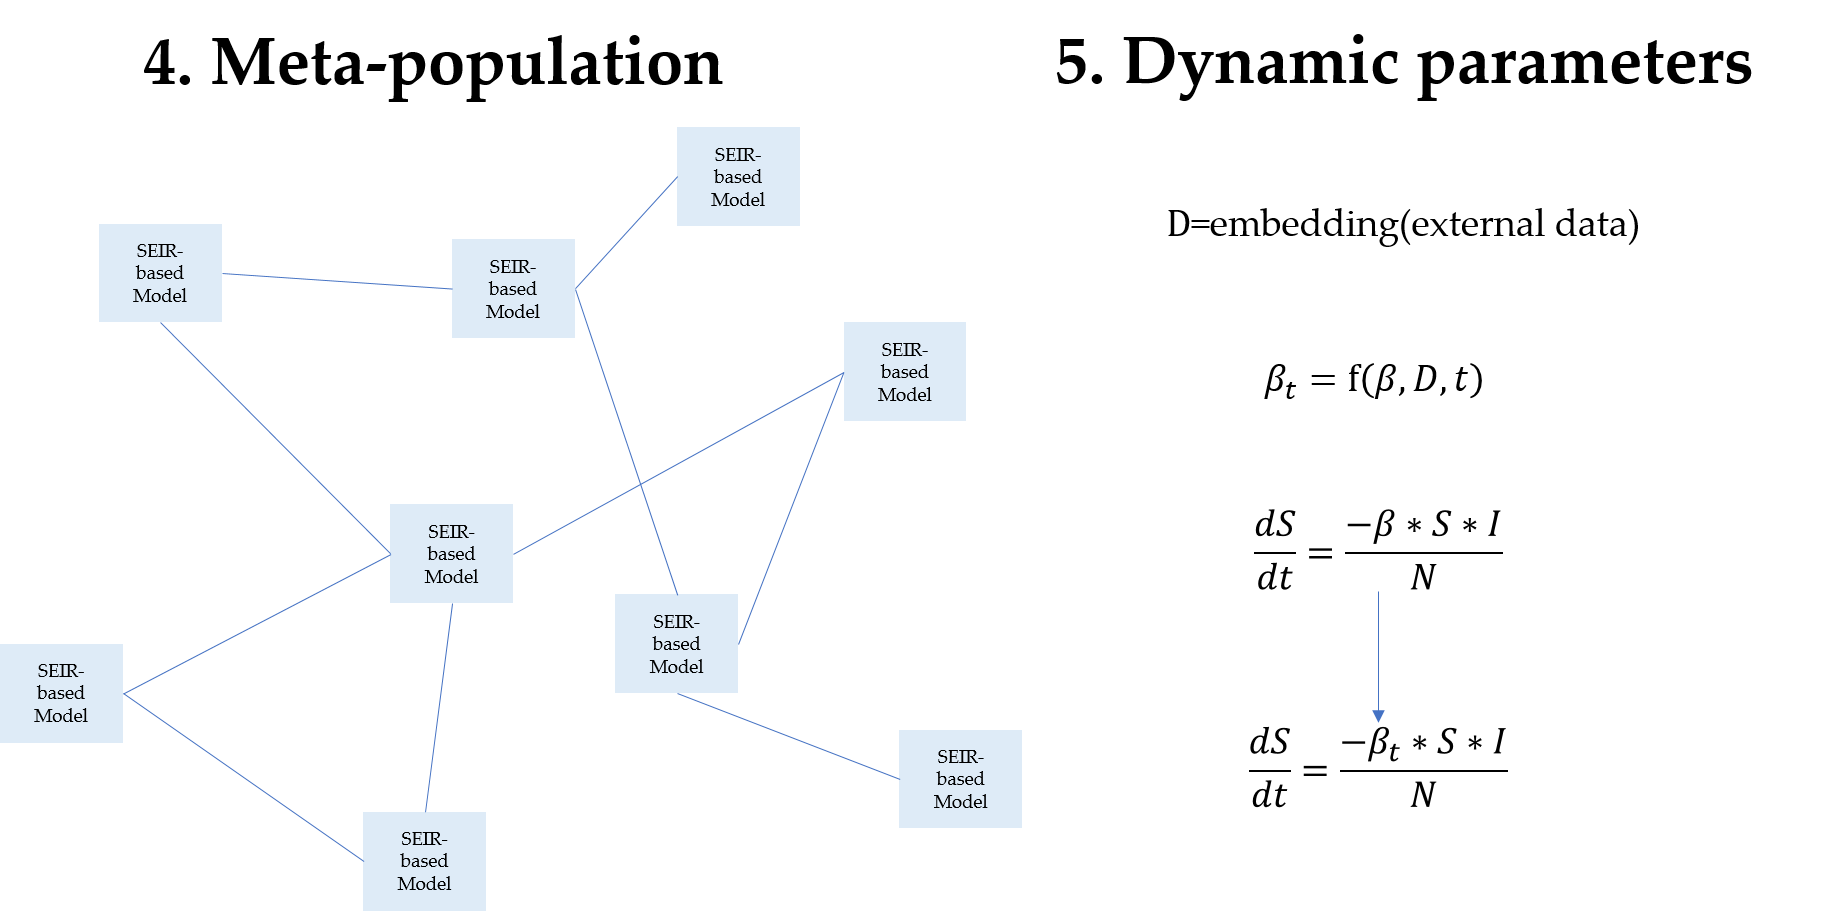 4. Meta-population
SEIR-
based
Model
SEIR-
based
Model
SEIR-
based
Model
SEIR-
based
Model
SEIR-
based
Model
SEIR-
based
Model
SEIR-
based
Model
SEIR-
based
Model
SEIR-
based
Model
5. Dynamic parameters
D=embedding(external data)
βₜ = f(β, D, t)
dS/dt = −β ∗ S ∗ I/N
dS/dt = −βₜ ∗ S ∗ I/N